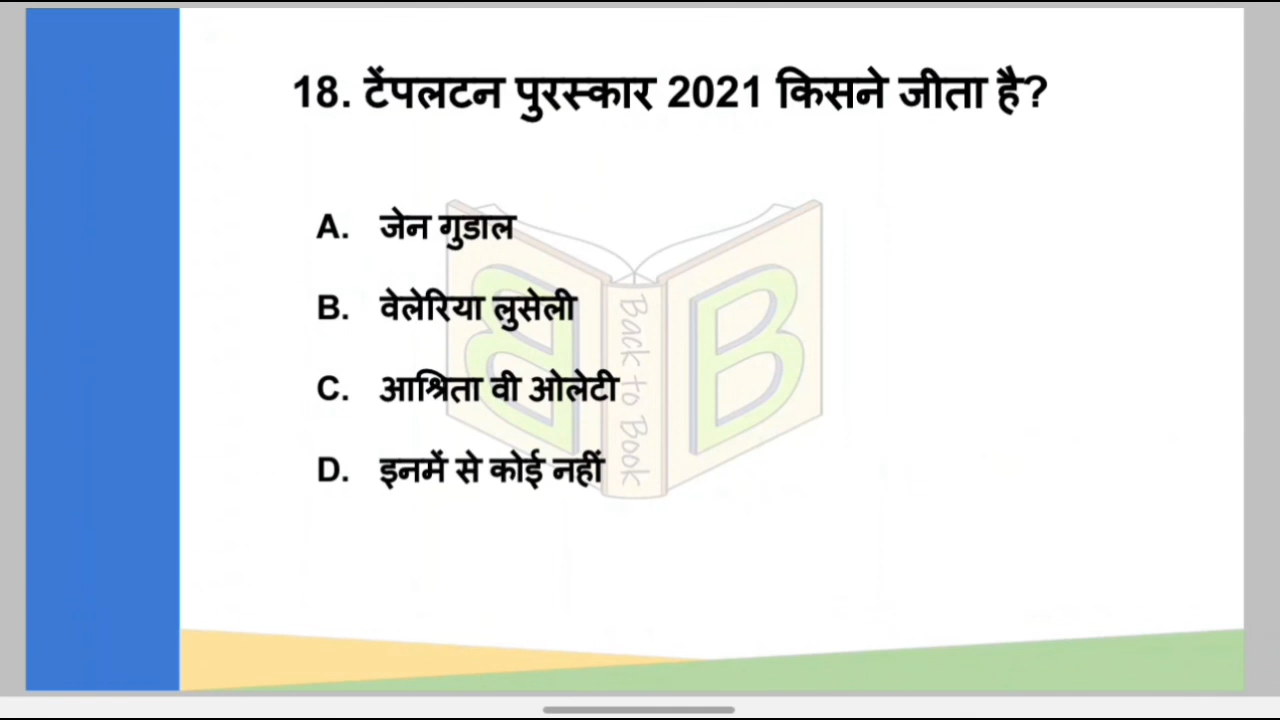 18. टेंपलटन पुरस्कार 2021 किसने जीता है?
A. जेन गुडाल
B. वेलेरिया लुसेली
C. आश्रिता वी ओलेटी
D. इनमें से कोई नहीं
B B
Back to Book